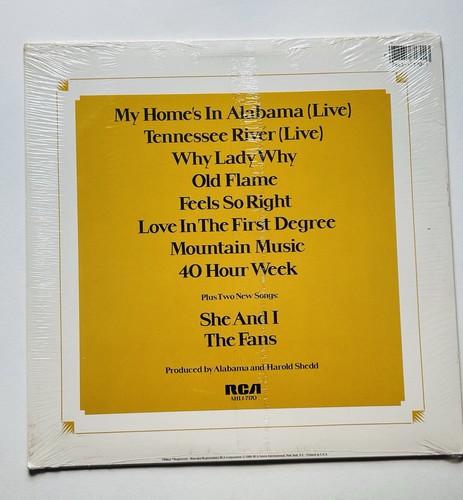 My Home's In Alabama (Live)
Tennessee River (Live)
Why Lady Why
Old Flame
Feels So Right
Love In The First Degree
Mountain Music
40 Hour Week
Plus Two New Songs:
She And I
The Fans
Produced by Alabama and Harold Shedd
RCA
AHL1-7170